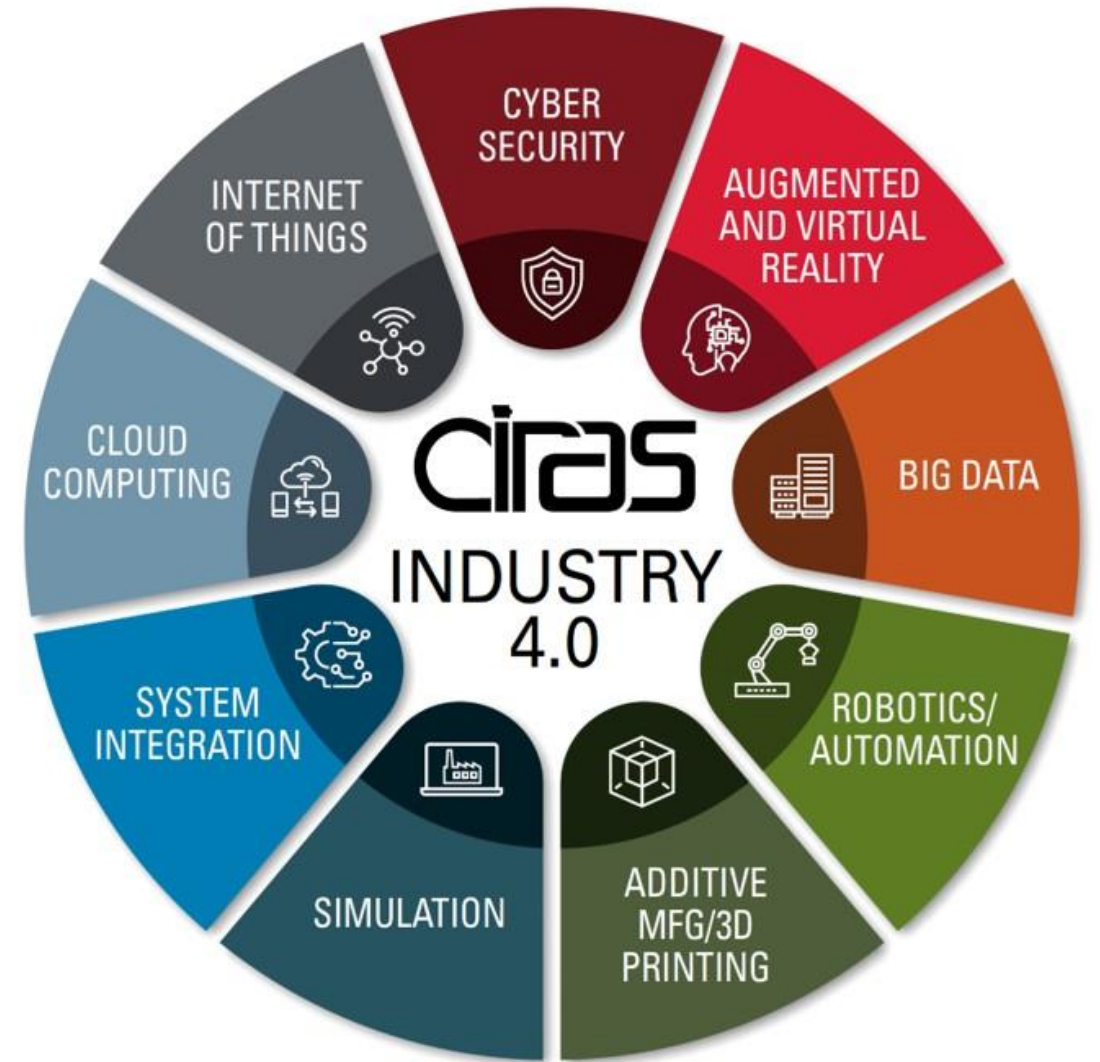 CYBER
SECURITY
AUGMENTED
AND VIRTUAL
REALITY
BIG DATA
ROBOTICS/
AUTOMATION
ADDITIVE
MFG/3D
PRINTING
SIMULATION
SYSTEM
INTEGRATION
CLOUD
COMPUTING
INTERNET
OF THINGS
ciras
INDUSTRY
4.0